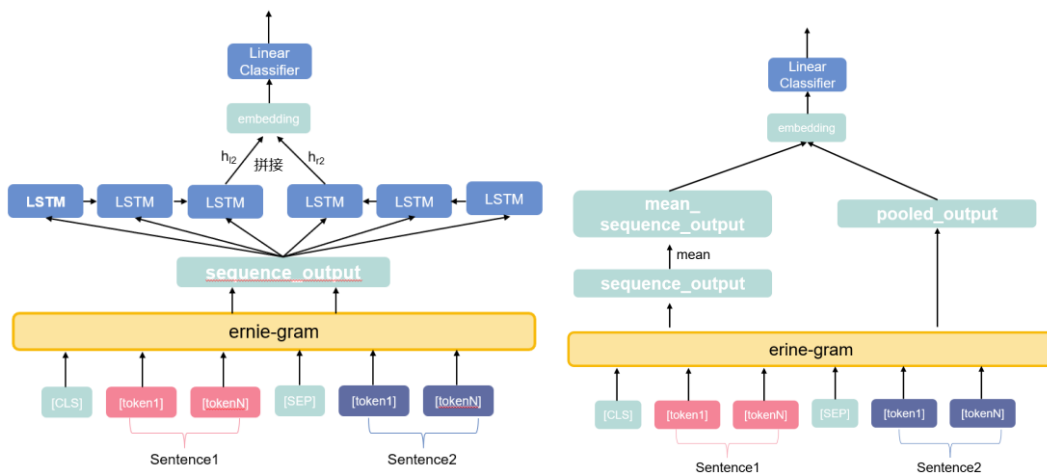 Linear
Classifier
embedding
h_l2
拼接
h_r2
LSTM
LSTM
LSTM
LSTM
LSTM
LSTM
sequence_output
ernie-gram
[CLS]
[token1]
[tokenN]
[SEP]
[token1]
[tokenN]
Sentence1
Sentence2
Linear
Classifier
embedding
mean_
sequence_output
pooled_output
mean
sequence_output
erine-gram
[CLS]
[token1]
[tokenN]
[SEP]
[token1]
[tokenN]
Sentence1
Sentence2